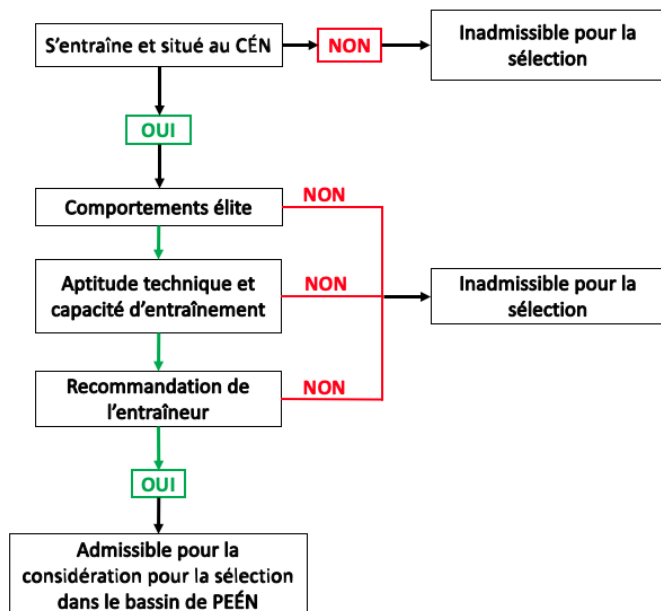 S'entraîne et situé au CÉN
NON
Inadmissible pour la
sélection
OUI
Comportements élite
NON
Aptitude technique et
capacité d'entraînement
NON
Inadmissible pour la
sélection
Recommandation de
l'entraîneur
NON
OUI
Admissible pour la
considération pour la sélection
dans le bassin de PEÉN